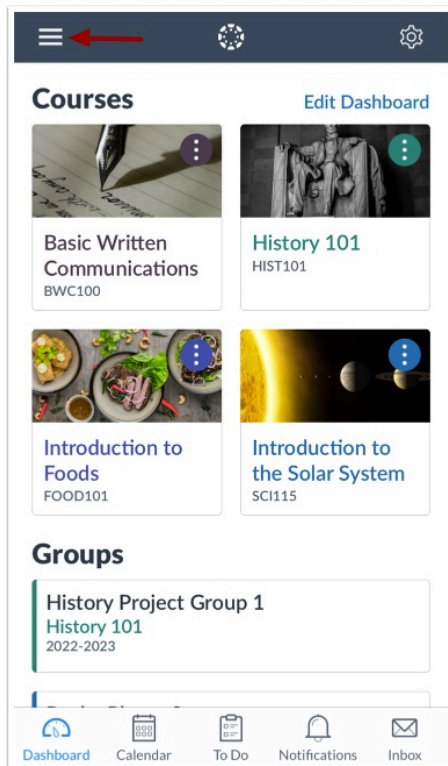 Courses
Edit Dashboard
Basic Written
Communications
BWC100
History 101
HIST101
Introduction to
Foods
FOOD101
Introduction to
the Solar System
SCI115
Groups
History Project Group 1
History 101
2022-2023
Dashboard
Calendar
To Do
Notifications
Inbox